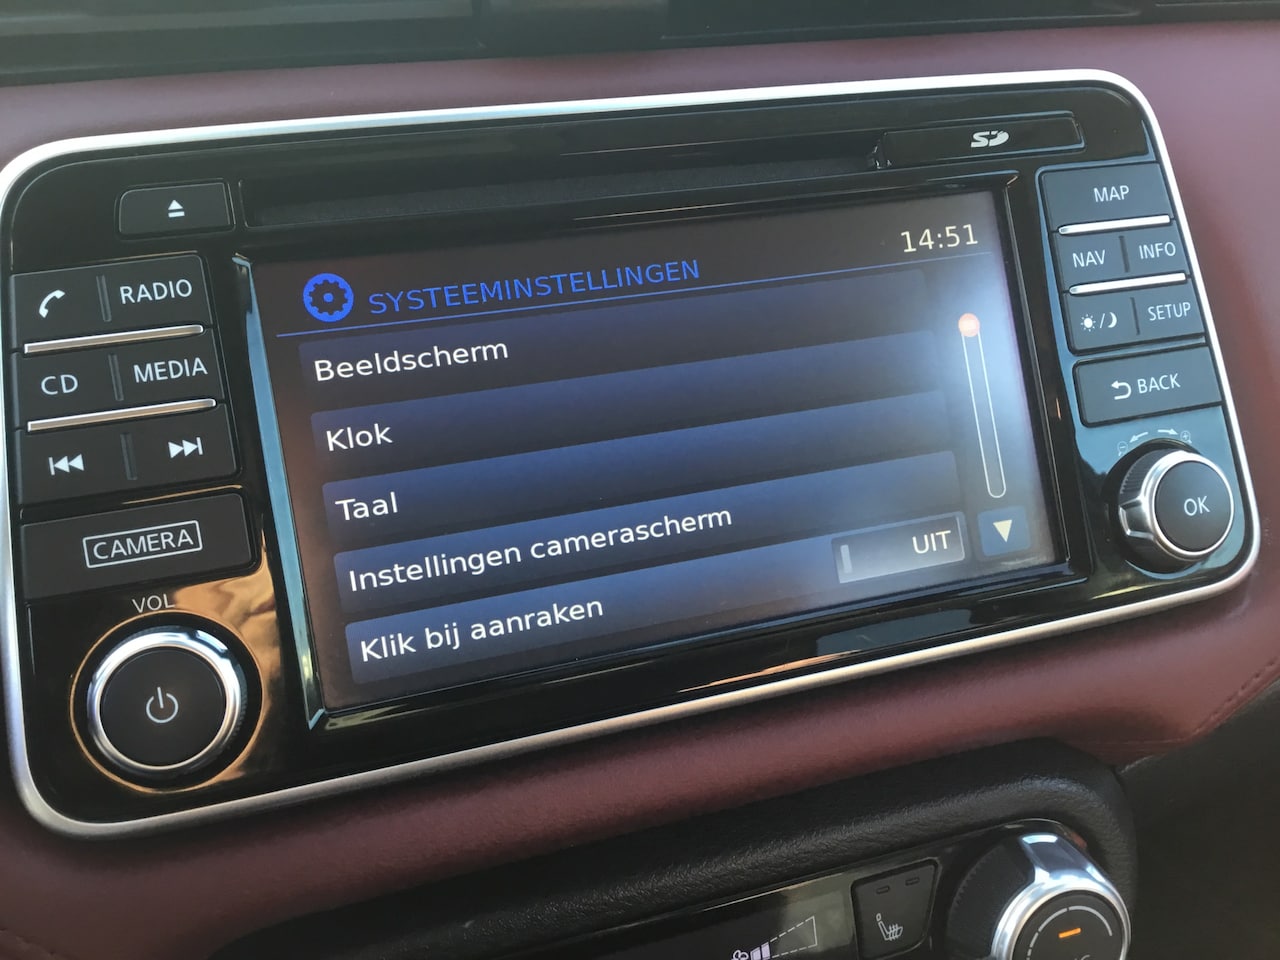 SD
MAP
NAV INFO
SETUP
BACK
OK
RADIO
CD MEDIA
CAMERA
VOL
14:51
SYSTEEMINSTELLINGEN
Beeldscherm
Klok
Taal
Instellingen camerascherm
Klik bij aanraken UIT